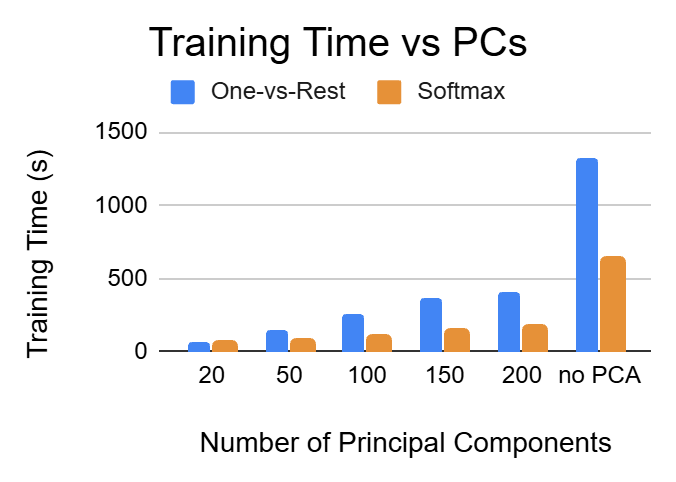 Training Time vs PCs
One-vs-Rest Softmax
Training Time (s)
1500
1000
500
0
20 50 100 150 200 no PCA
Number of Principal Components